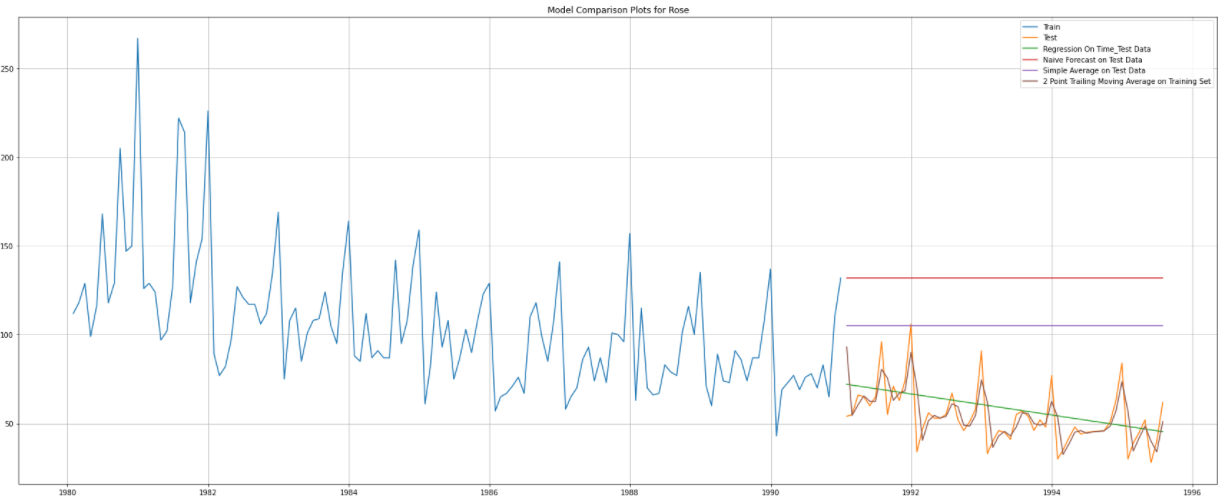 Model Comparison Plots for Rose
Train
Test
Regression On Time_Test Data
Naive Forecast on Test Data
Simple Average on Test Data
2 Point Trailing Moving Average on Training Set
250
200
150
100
50
1980 1982 1984 1986 1988 1990 1992 1994 1996